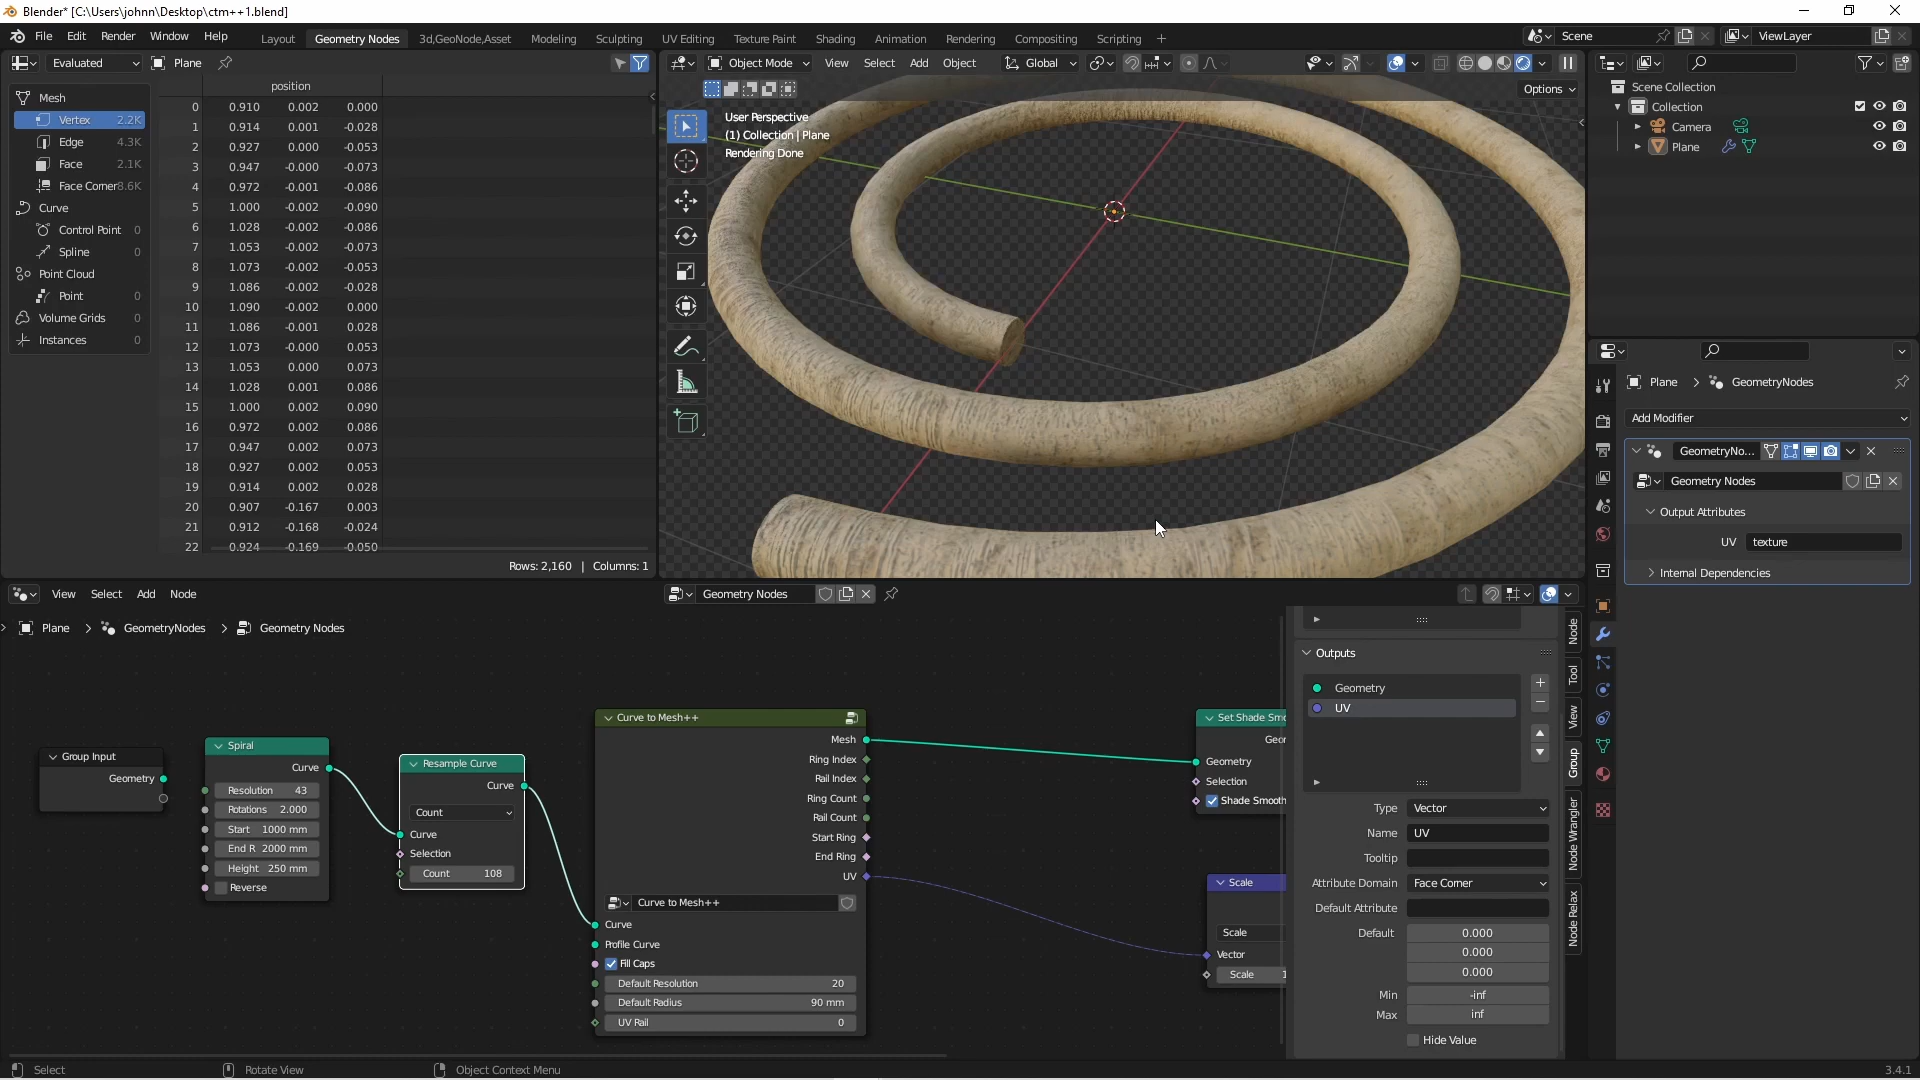 Blender* [C:\Users\johnn\Desktop\ctm++1.blend]
File Edit Render Window Help
Layout Geometry Nodes 3d,GeoNode,Asset Modeling Sculpting UV Editing Texture Paint Shading Animation Rendering Compositing Scripting +
Scene
ViewLayer
Evaluated
Plane
position
Mesh
Vertex 2.2K
Edge 4.3K
Face 2.1K
Face Corner 8.6K
Curve
Control Point 0
Spline 0
Point Cloud
Point 0
Volume Grids 0
Instances 0
0 0.910 0.002 0.000
1 0.914 0.001 -0.028
2 0.927 0.000 -0.053
3 0.947 -0.000 -0.073
4 0.972 -0.001 -0.086
5 1.000 -0.002 -0.090
6 1.028 -0.002 -0.086
7 1.053 -0.002 -0.073
8 1.073 -0.002 -0.053
9 1.086 -0.002 -0.028
10 1.090 -0.002 0.000
11 1.086 -0.001 0.028
12 1.073 -0.000 0.053
13 1.053 0.000 0.073
14 1.028 0.001 0.086
15 1.000 0.002 0.090
16 0.972 0.002 0.086
17 0.947 0.002 0.073
18 0.927 0.002 0.053
19 0.914 0.002 0.028
20 0.907 -0.167 0.003
21 0.912 -0.168 -0.024
22 0.924 -0.169 -0.050
Rows: 2,160 | Columns: 1
Object Mode View Select Add Object Global
Options
User Perspective
(1) Collection | Plane
Rendering Done
Scene Collection
Collection
Camera
Plane
Plane > GeometryNodes
Add Modifier
GeometryNo...
Geometry Nodes
Output Attributes
UV texture
Internal Dependencies
View Select Add Node
Geometry Nodes
Plane > GeometryNodes > Geometry Nodes
Group Input
Geometry
Spiral
Curve
Resolution 43
Rotations 2.000
Start 1000 mm
End R 2000 mm
Height 250 mm
Reverse
Resample Curve
Curve
Count
Curve
Selection
Count 108
Curve to Mesh++
Mesh
Ring Index
Rail Index
Ring Count
Rail Count
Start Ring
End Ring
UV
Curve to Mesh++
Curve
Profile Curve
Fill Caps
Default Resolution 20
Default Radius 90 mm
UV Rail 0
Set Shade Smo
Geor
Geometry
Selection
Shade Smooth
Scale
Scale
Vector
Scale 1
Outputs
Geometry
UV
Type Vector
Name UV
Tooltip
Attribute Domain Face Corner
Default Attribute
Default 0.000
0.000
0.000
Min -inf
Max inf
Hide Value
Node
Tool
View
Group
Node Wrangler
Node Relax
Select Rotate View Object Context Menu
3.4.1